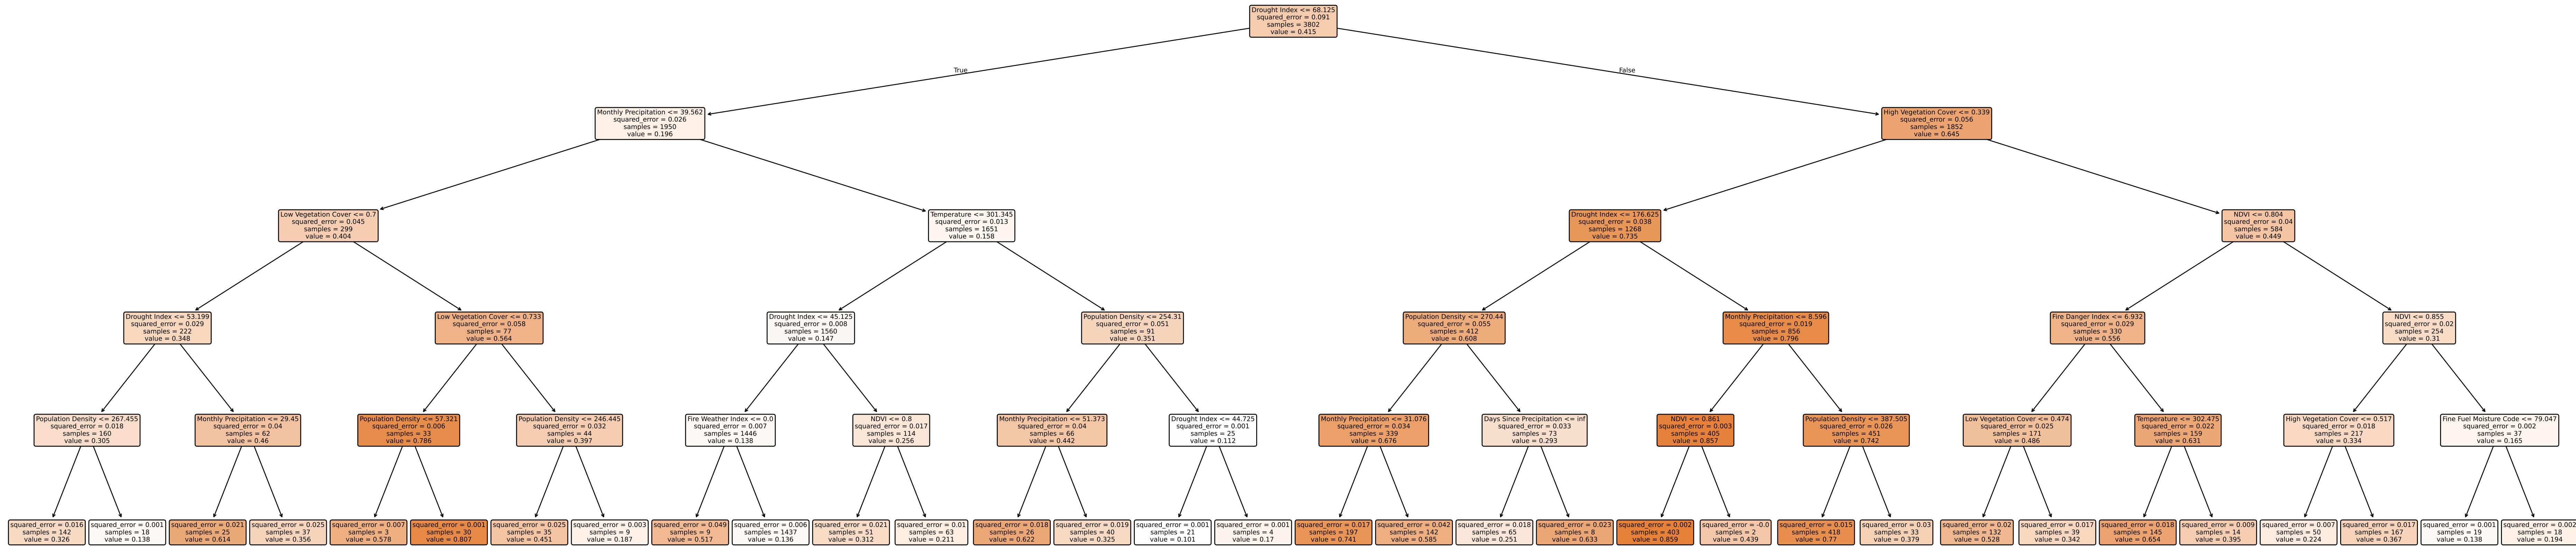 Drought Index <= 68.125
squared_error = 0.091
samples = 3802
value = 0.415
True
False
Monthly Precipitation <= 39.562
squared_error = 0.026
samples = 1950
value = 0.196
High Vegetation Cover <= 0.339
squared_error = 0.056
samples = 1852
value = 0.645
Low Vegetation Cover <= 0.7
squared_error = 0.045
samples = 299
value = 0.404
Temperature <= 301.345
squared_error = 0.013
samples = 1651
value = 0.158
Drought Index <= 176.625
squared_error = 0.038
samples = 1268
value = 0.735
NDVI <= 0.804
squared_error = 0.04
samples = 584
value = 0.449
Drought Index <= 53.199
squared_error = 0.029
samples = 222
value = 0.348
Low Vegetation Cover <= 0.733
squared_error = 0.058
samples = 77
value = 0.564
Drought Index <= 45.125
squared_error = 0.008
samples = 1560
value = 0.147
Population Density <= 254.31
squared_error = 0.051
samples = 91
value = 0.351
Population Density <= 270.44
squared_error = 0.055
samples = 412
value = 0.608
Monthly Precipitation <= 8.596
squared_error = 0.019
samples = 856
value = 0.796
Fire Danger Index <= 6.932
squared_error = 0.029
samples = 330
value = 0.556
NDVI <= 0.855
squared_error = 0.02
samples = 254
value = 0.31
Population Density <= 267.455
squared_error = 0.018
samples = 160
value = 0.305
Monthly Precipitation <= 29.45
squared_error = 0.04
samples = 62
value = 0.46
Population Density <= 57.321
squared_error = 0.006
samples = 33
value = 0.786
Population Density <= 246.445
squared_error = 0.032
samples = 44
value = 0.397
Fire Weather Index <= 0.0
squared_error = 0.007
samples = 1446
value = 0.138
NDVI <= 0.8
squared_error = 0.017
samples = 114
value = 0.256
Monthly Precipitation <= 51.373
squared_error = 0.04
samples = 66
value = 0.442
Drought Index <= 44.725
squared_error = 0.001
samples = 25
value = 0.112
Monthly Precipitation <= 31.076
squared_error = 0.034
samples = 339
value = 0.676
Days Since Precipitation <= inf
squared_error = 0.033
samples = 73
value = 0.293
NDVI <= 0.861
squared_error = 0.003
samples = 405
value = 0.857
Population Density <= 387.505
squared_error = 0.026
samples = 451
value = 0.742
Low Vegetation Cover <= 0.474
squared_error = 0.025
samples = 171
value = 0.486
Temperature <= 302.475
squared_error = 0.022
samples = 159
value = 0.631
High Vegetation Cover <= 0.517
squared_error = 0.018
samples = 217
value = 0.334
Fine Fuel Moisture Code <= 79.047
squared_error = 0.002
samples = 37
value = 0.165
squared_error = 0.016
samples = 142
value = 0.326
squared_error = 0.001
samples = 18
value = 0.138
squared_error = 0.021
samples = 25
value = 0.614
squared_error = 0.025
samples = 37
value = 0.356
squared_error = 0.007
samples = 3
value = 0.578
squared_error = 0.001
samples = 30
value = 0.807
squared_error = 0.025
samples = 35
value = 0.451
squared_error = 0.003
samples = 9
value = 0.187
squared_error = 0.049
samples = 9
value = 0.517
squared_error = 0.006
samples = 1437
value = 0.136
squared_error = 0.021
samples = 51
value = 0.312
squared_error = 0.01
samples = 63
value = 0.211
squared_error = 0.018
samples = 26
value = 0.622
squared_error = 0.019
samples = 40
value = 0.325
squared_error = 0.001
samples = 21
value = 0.101
squared_error = 0.001
samples = 4
value = 0.17
squared_error = 0.017
samples = 197
value = 0.741
squared_error = 0.042
samples = 142
value = 0.585
squared_error = 0.018
samples = 65
value = 0.251
squared_error = 0.023
samples = 8
value = 0.633
squared_error = 0.002
samples = 403
value = 0.859
squared_error = -0.0
samples = 2
value = 0.439
squared_error = 0.015
samples = 418
value = 0.77
squared_error = 0.03
samples = 33
value = 0.379
squared_error = 0.02
samples = 132
value = 0.528
squared_error = 0.017
samples = 39
value = 0.342
squared_error = 0.018
samples = 145
value = 0.654
squared_error = 0.009
samples = 14
value = 0.395
squared_error = 0.007
samples = 50
value = 0.224
squared_error = 0.017
samples = 167
value = 0.367
squared_error = 0.001
samples = 19
value = 0.138
squared_error = 0.002
samples = 18
value = 0.194